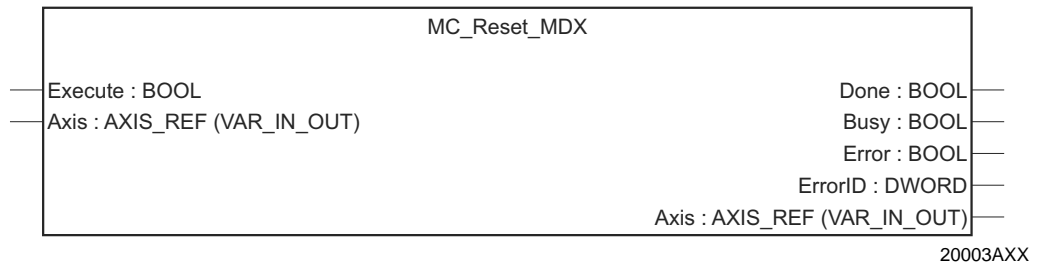 MC_Reset_MDX
Execute : BOOL
Axis : AXIS_REF (VAR_IN_OUT)
Done : BOOL
Busy : BOOL
Error : BOOL
ErrorID : DWORD
Axis : AXIS_REF (VAR_IN_OUT)
20003AXX